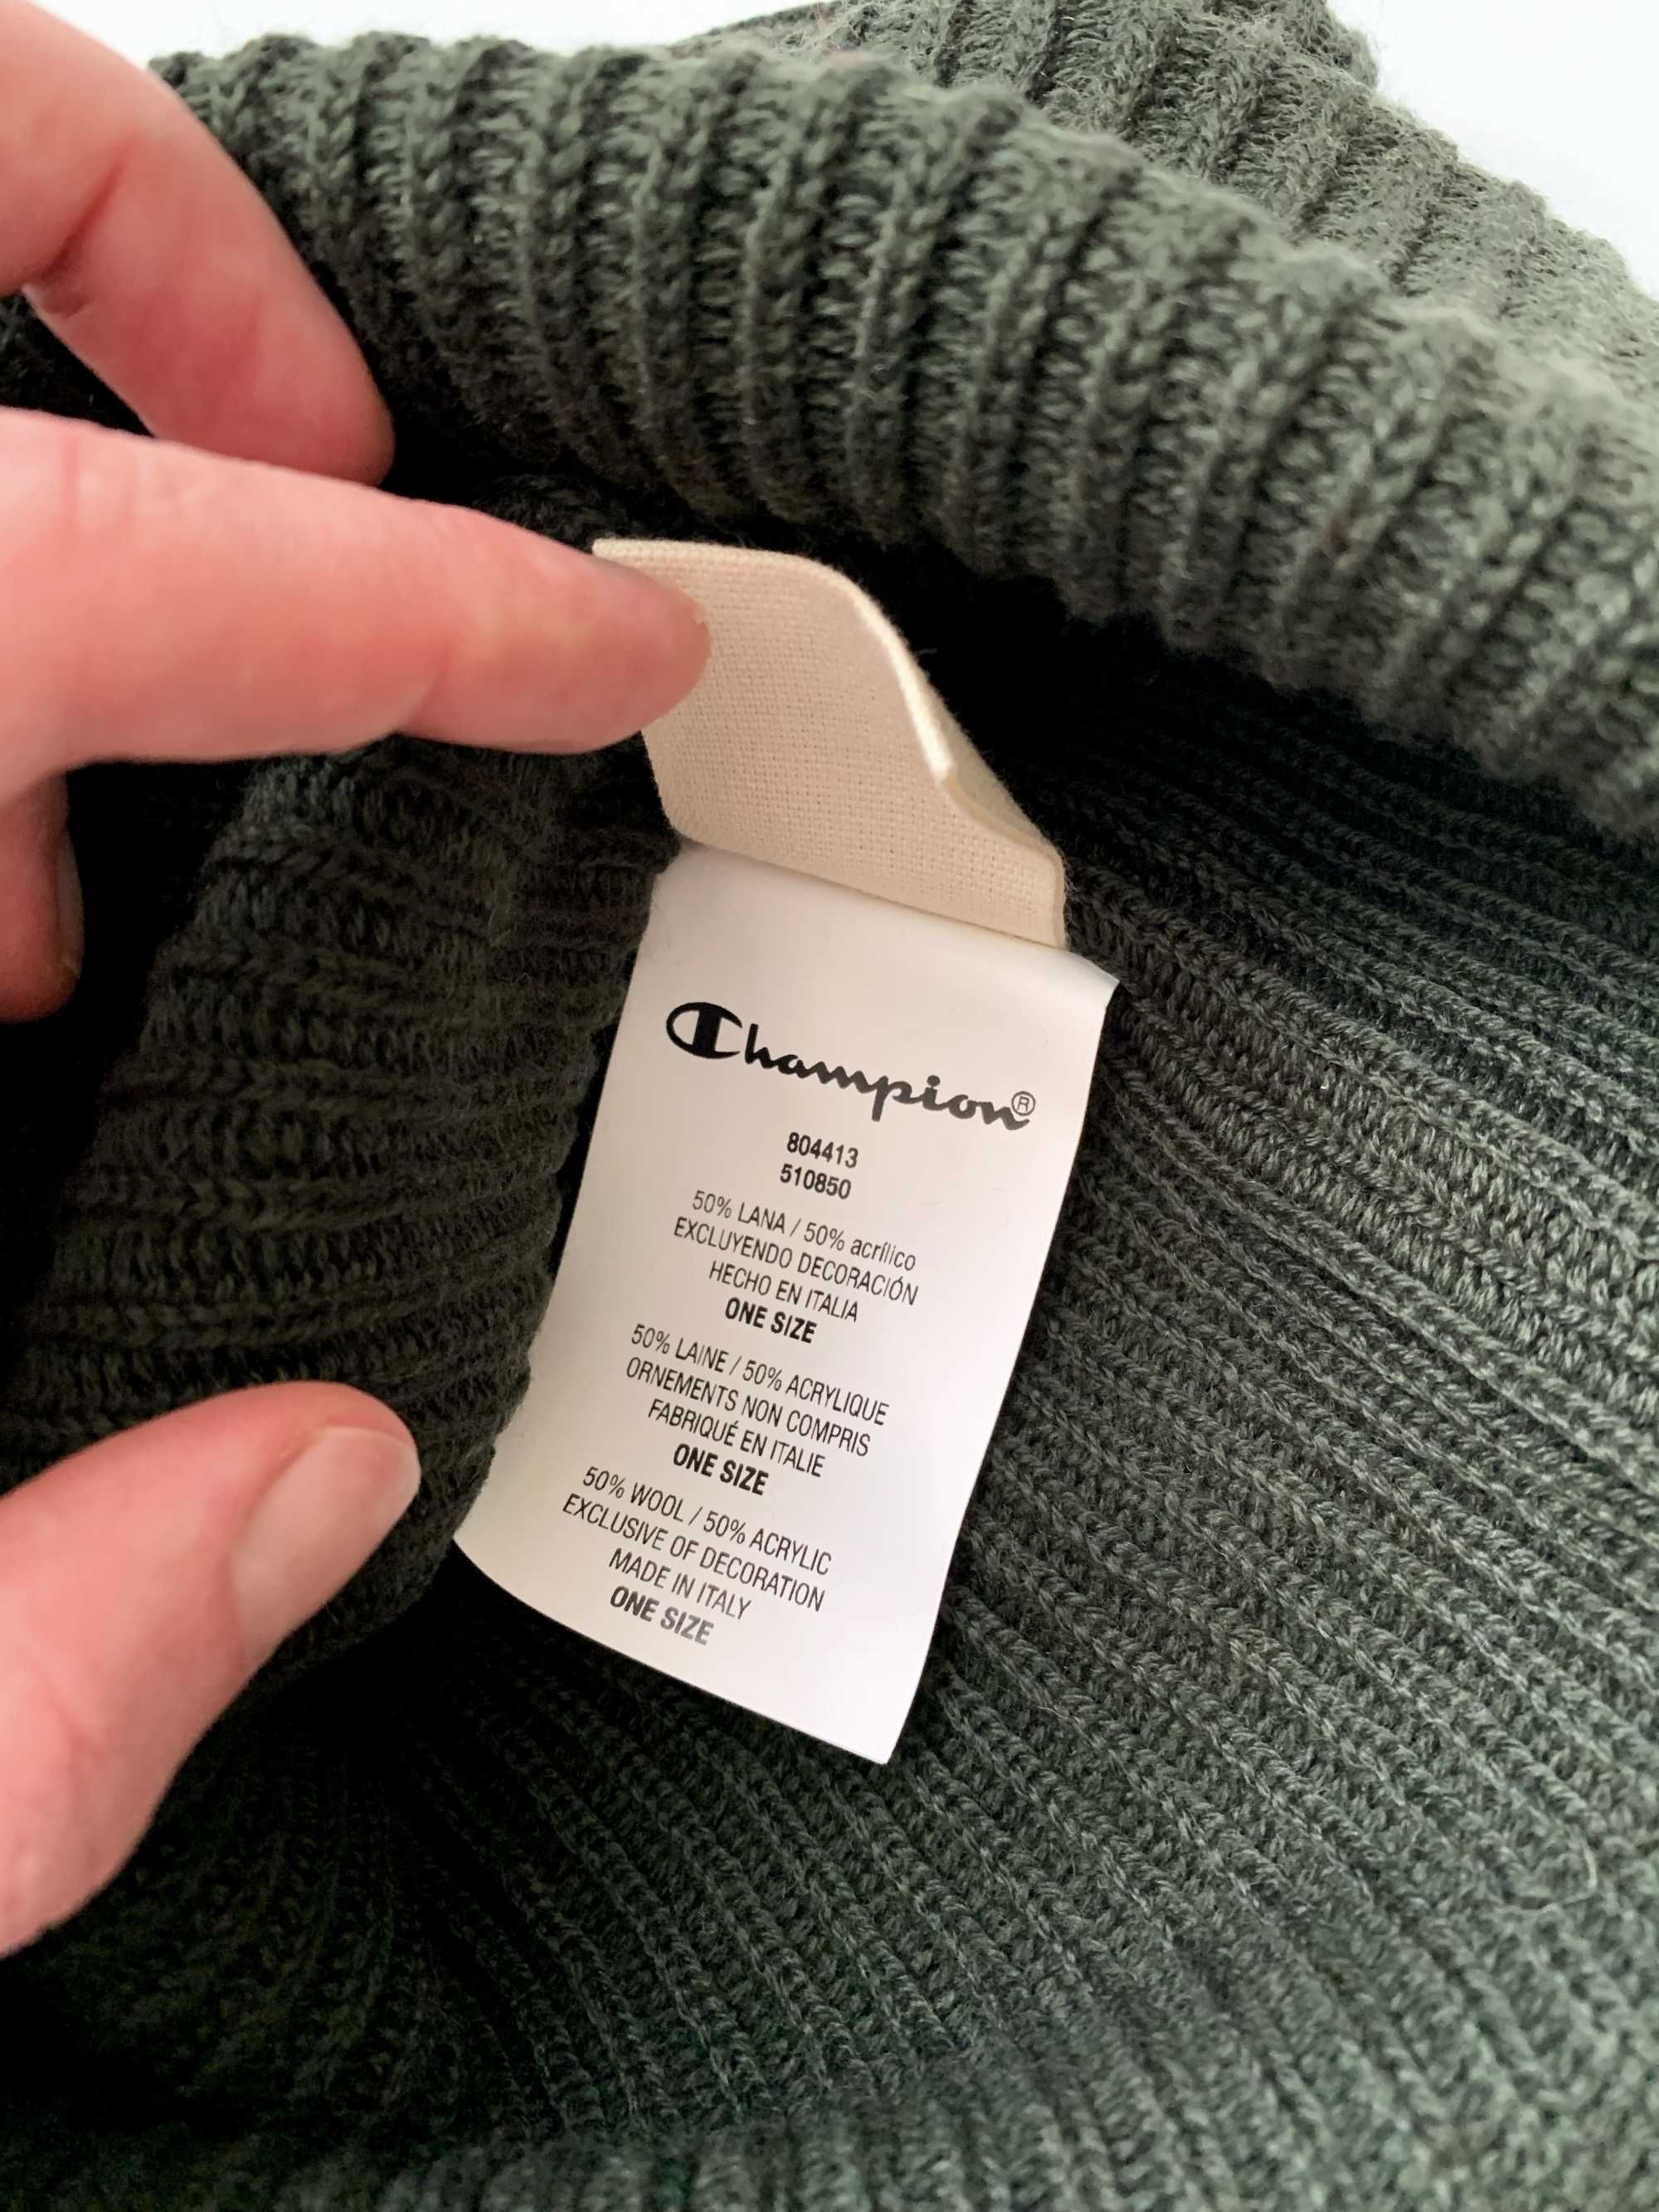 Champion®
804413
510850
50% LANA / 50% acrílico
EXCLUYENDO DECORACIÓN
HECHO EN ITALIA
ONE SIZE
50% LAINE / 50% ACRYLIQUE
ORNEMENTS NON COMPRIS
FABRIQUÉ EN ITALIE
ONE SIZE
50% WOOL / 50% ACRYLIC
EXCLUSIVE OF DECORATION
MADE IN ITALY
ONE SIZE